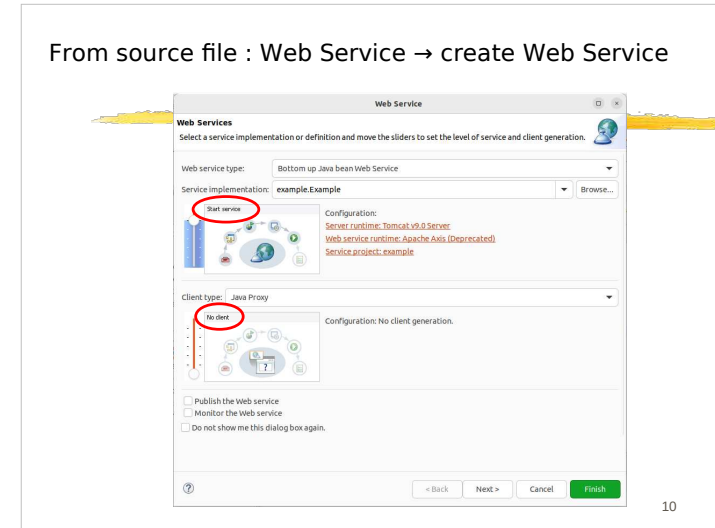 From source file : Web Service → create Web Service
Web Service
Web Services
Select a service implementation or definition and move the sliders to set the level of service and client generation.
Web service type: Bottom up Java bean Web Service
Service implementation: example.Example Browse...
Start service
Configuration:
Server runtime: Tomcat v9.0 Server
Web service runtime: Apache Axis (Deprecated)
Service project: example
Client type: Java Proxy
No client
Configuration: No client generation.
?
Publish the Web service
Monitor the Web service
Do not show me this dialog box again.
? < Back Next > Cancel Finish
10